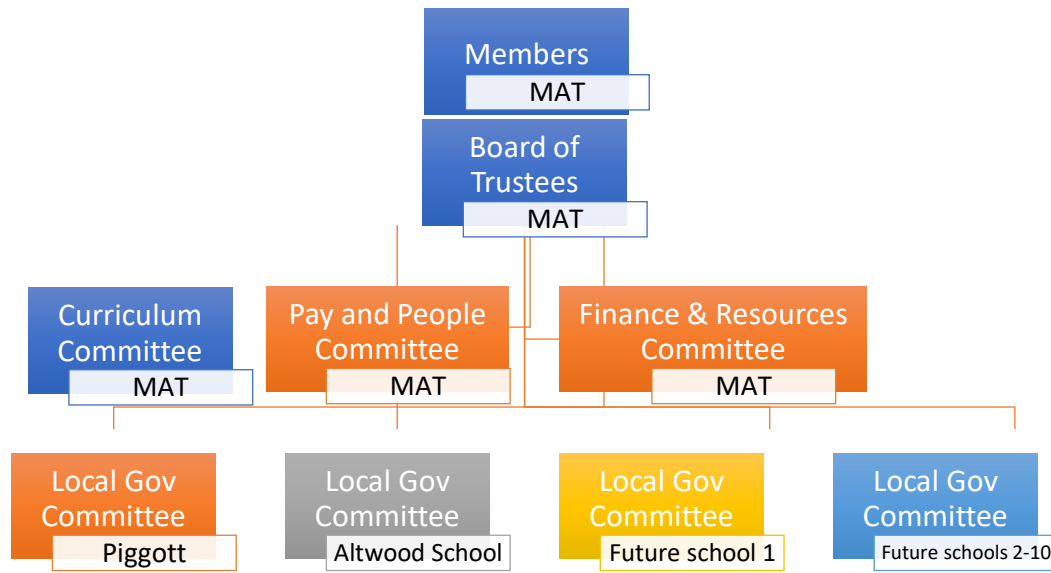 Members
MAT
Board of
Trustees
MAT
Curriculum
Committee
MAT
Pay and People
Committee
MAT
Finance & Resources
Committee
MAT
Local Gov
Committee
Piggott
Local Gov
Committee
Altwood School
Local Gov
Committee
Future school 1
Local Gov
Committee
Future schools 2-10